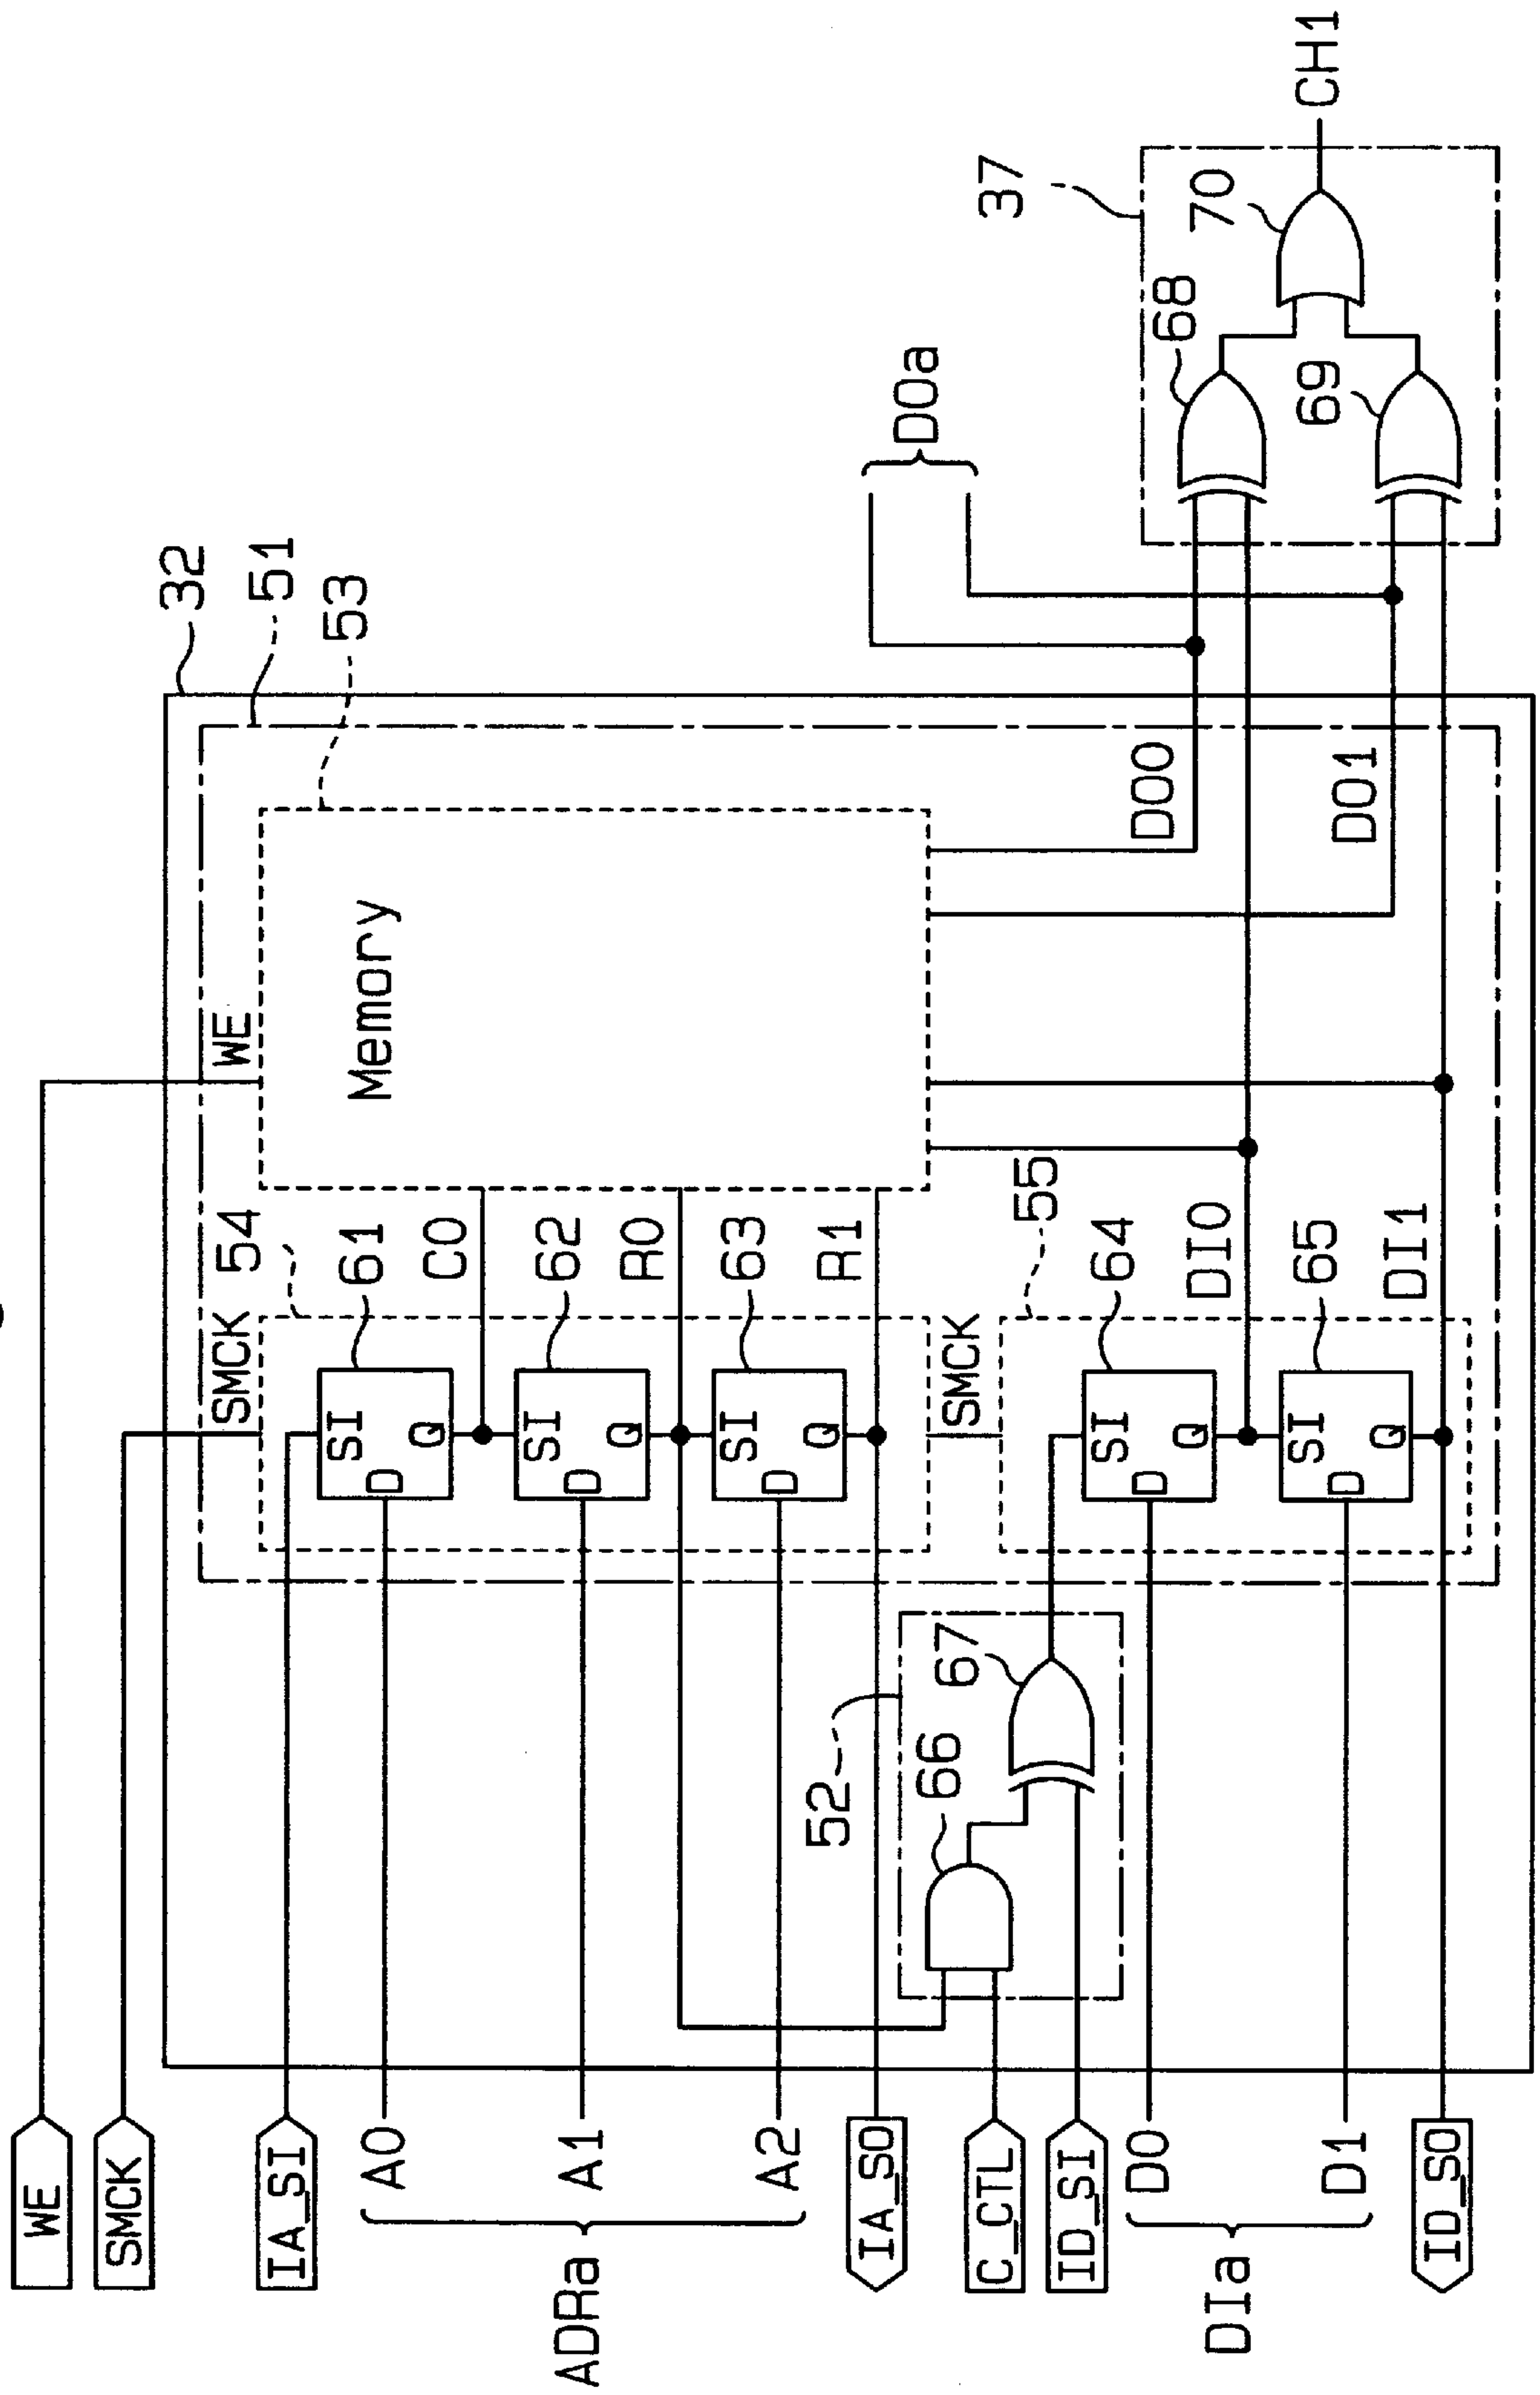 WE
SMCK
IA_SI
A0
A1
A2
ADRa
IA_SO
C_CTL
ID_SI
D0
D1
DIa
ID_SO
32
51
53
54
SMCK
WE
Memory
61
SI
D
Q
C0
62
SI
D
Q
R0
63
SI
D
Q
R1
SMCK
55
64
SI
D
Q
DI0
65
SI
D
Q
DI1
52
66
67
DO0
DO1
DOa
37
68
69
70
CH1